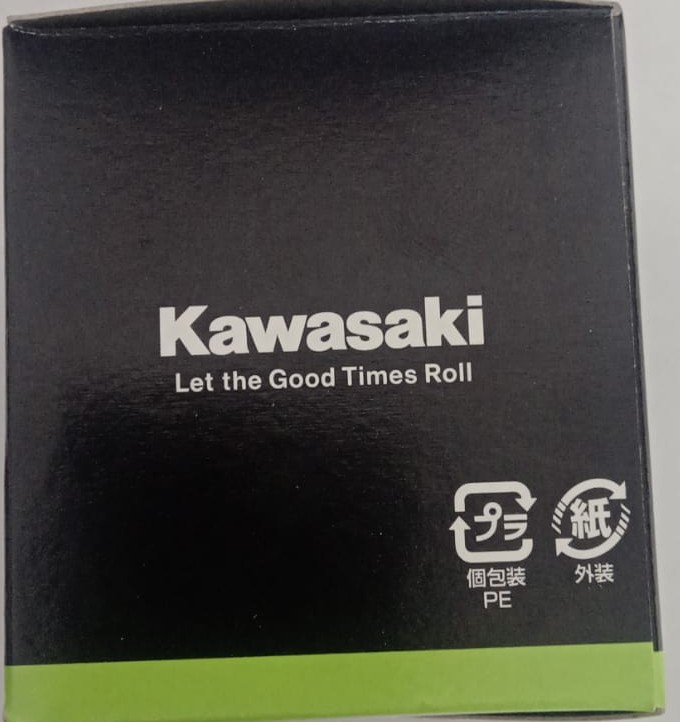 Kawasaki
Let the Good Times Roll
プラ
紙
個包装
外装
PE